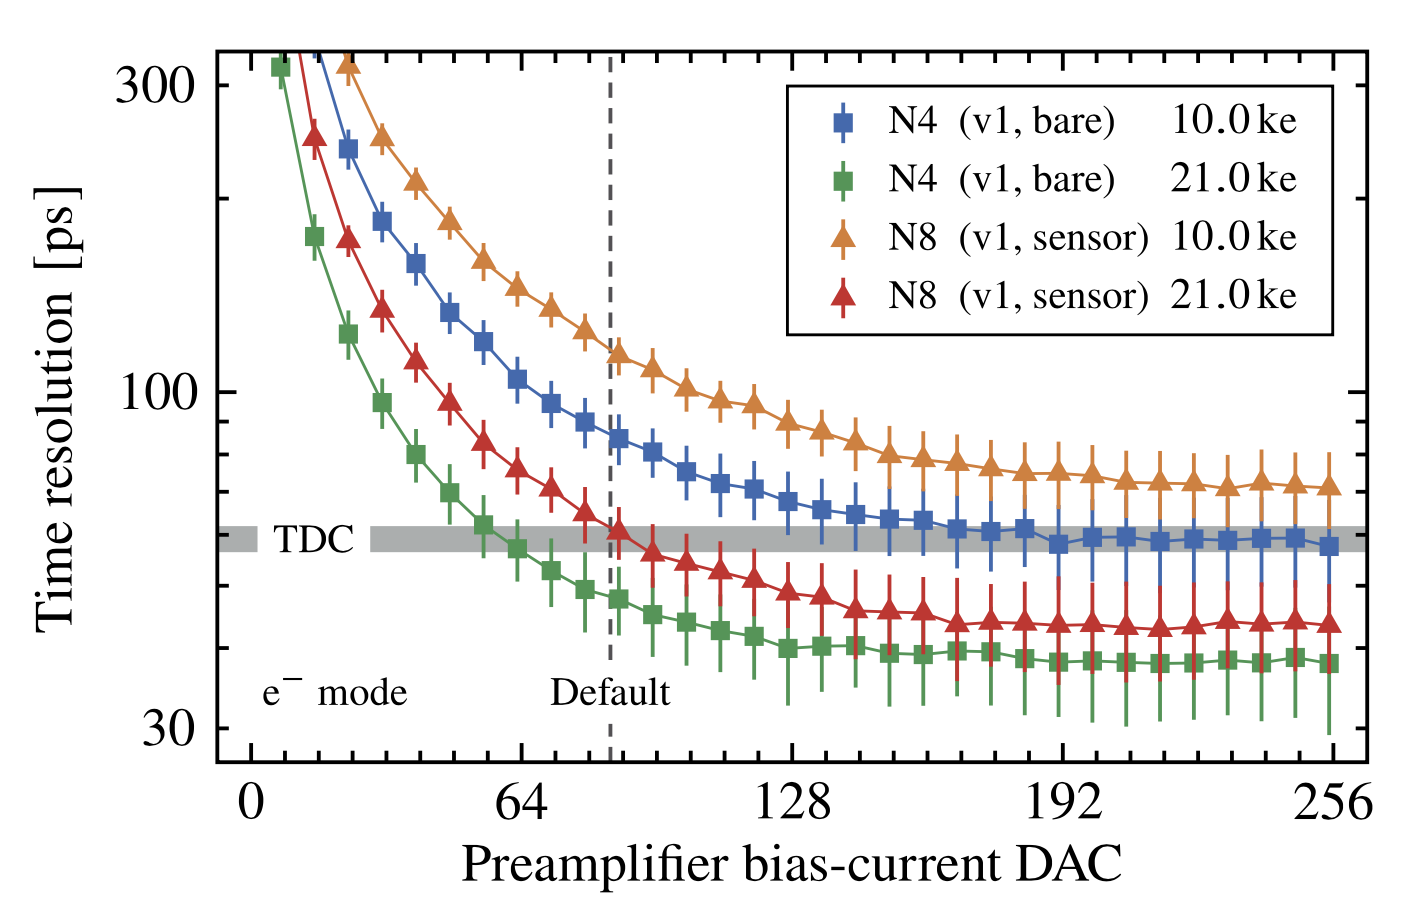 Time resolution [ps]
300
100
30
N4 (v1, bare) 10.0 ke
N4 (v1, bare) 21.0 ke
N8 (v1, sensor) 10.0 ke
N8 (v1, sensor) 21.0 ke
TDC
e⁻ mode
Default
0 64 128 192 256
Preamplifier bias-current DAC